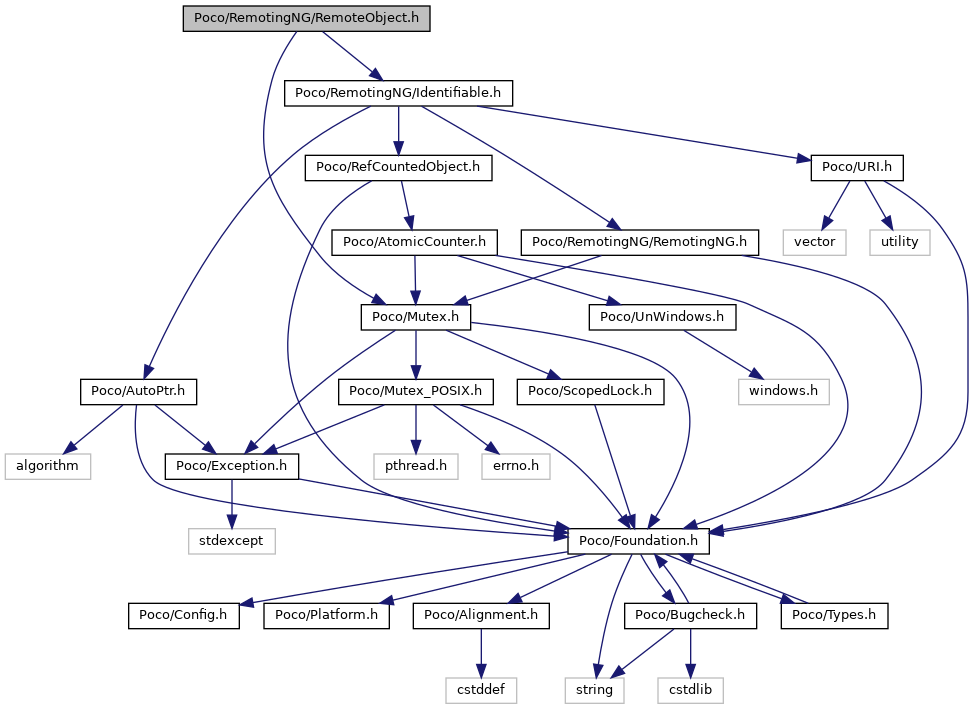 Poco/RemotingNG/RemoteObject.h
Poco/RemotingNG/Identifiable.h
Poco/RefCountedObject.h
Poco/URI.h
Poco/AtomicCounter.h
Poco/RemotingNG/RemotingNG.h
vector
utility
Poco/Mutex.h
Poco/UnWindows.h
Poco/AutoPtr.h
Poco/Mutex_POSIX.h
Poco/ScopedLock.h
windows.h
algorithm
Poco/Exception.h
pthread.h
errno.h
stdexcept
Poco/Foundation.h
Poco/Config.h
Poco/Platform.h
Poco/Alignment.h
Poco/Bugcheck.h
Poco/Types.h
cstddef
string
cstdlib